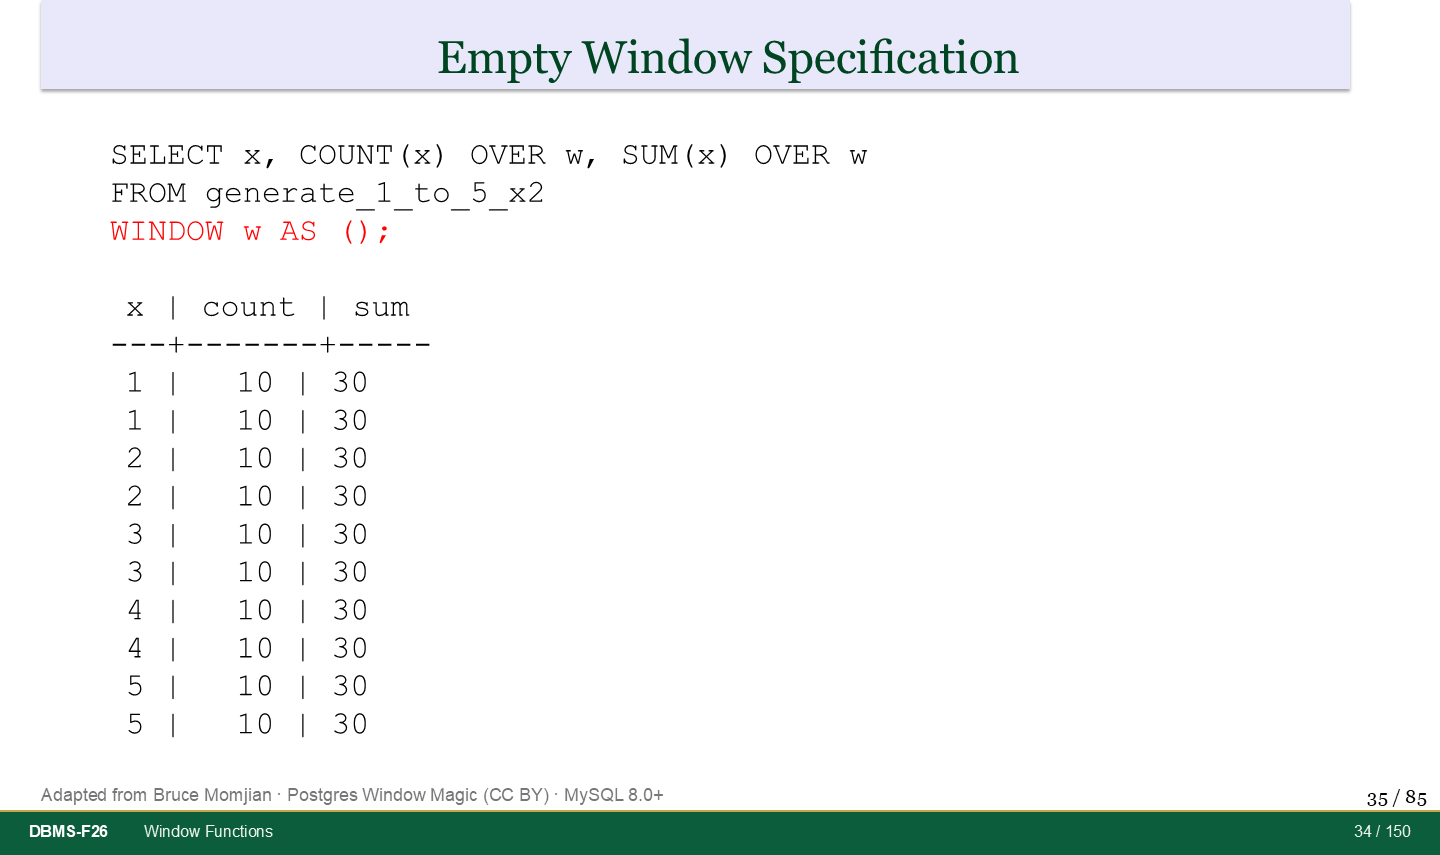 Empty Window Specification
SELECT x, COUNT(x) OVER w, SUM(x) OVER w
FROM generate_1_to_5_x2
WINDOW w AS ();
x | count | sum
---+-------+-----
1 | 10 | 30
1 | 10 | 30
2 | 10 | 30
2 | 10 | 30
3 | 10 | 30
3 | 10 | 30
4 | 10 | 30
4 | 10 | 30
5 | 10 | 30
5 | 10 | 30
Adapted from Bruce Momjian · Postgres Window Magic (CC BY) · MySQL 8.0+
35 / 85
DBMS-F26 Window Functions 34 / 150